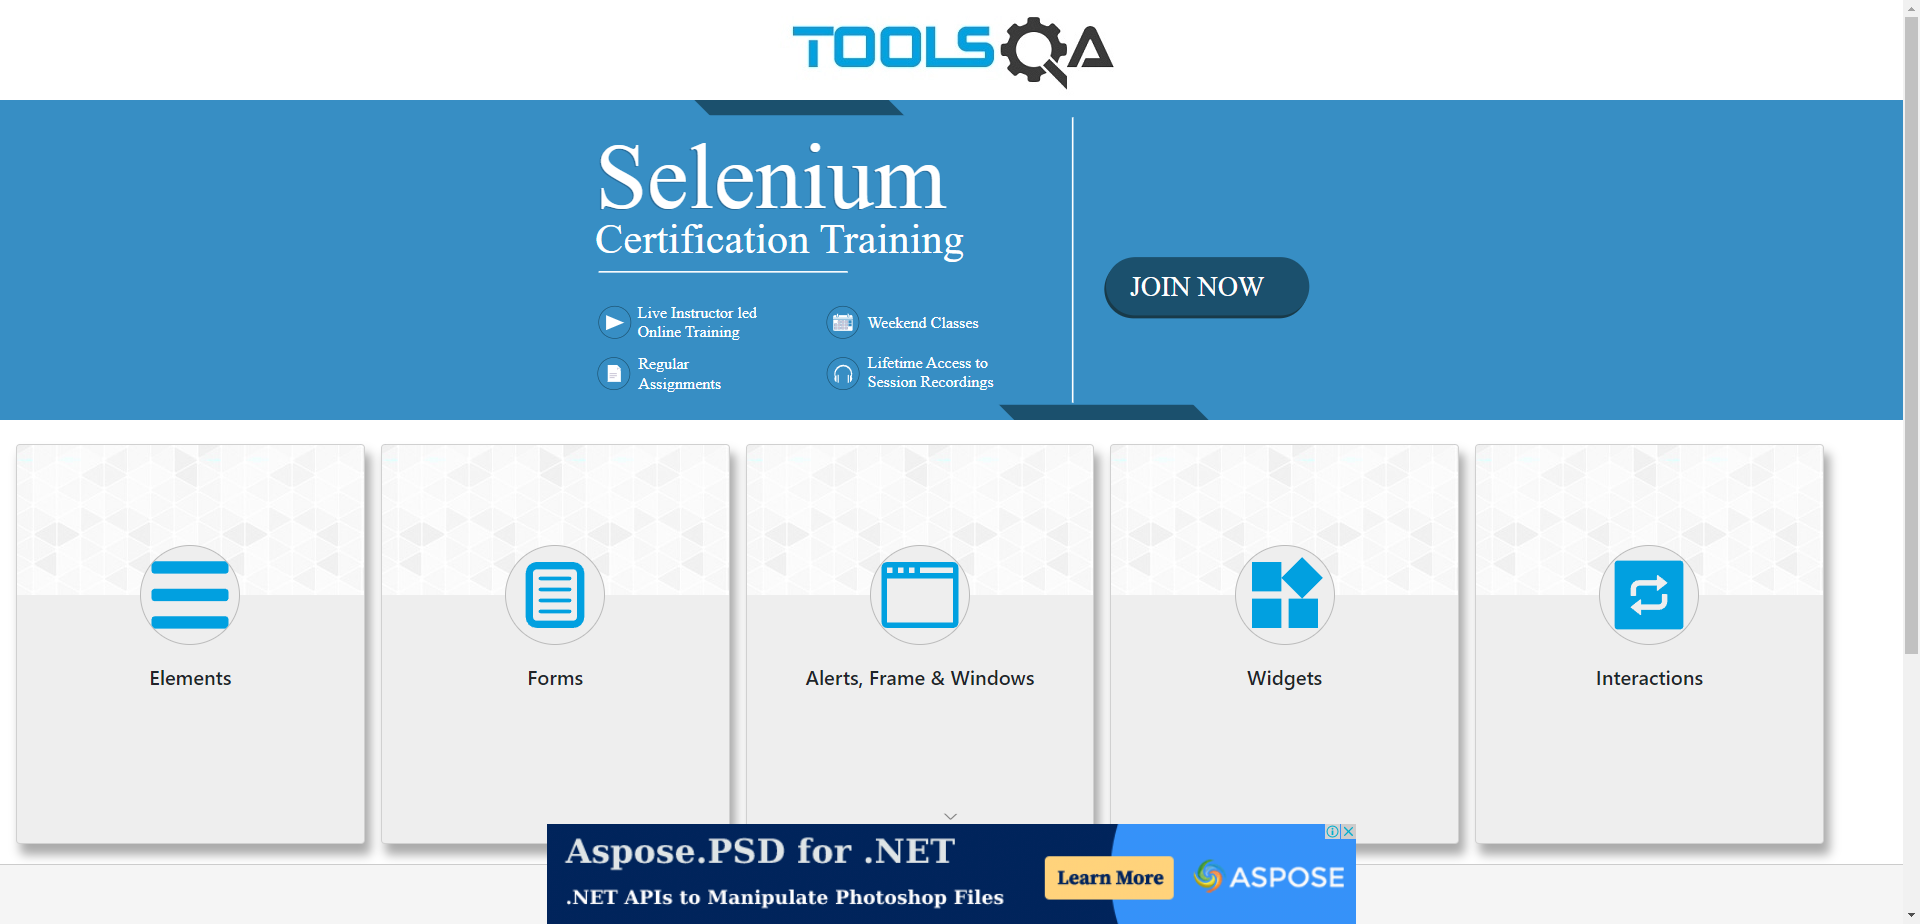 TOOLSQA
Selenium
Certification Training
Live Instructor led
Online Training
Weekend Classes
Regular
Assignments
Lifetime Access to
Session Recordings
JOIN NOW
Elements
Forms
Alerts, Frame & Windows
Widgets
Interactions
Aspose.PSD for .NET
.NET APIs to Manipulate Photoshop Files
Learn More
ASPOSE